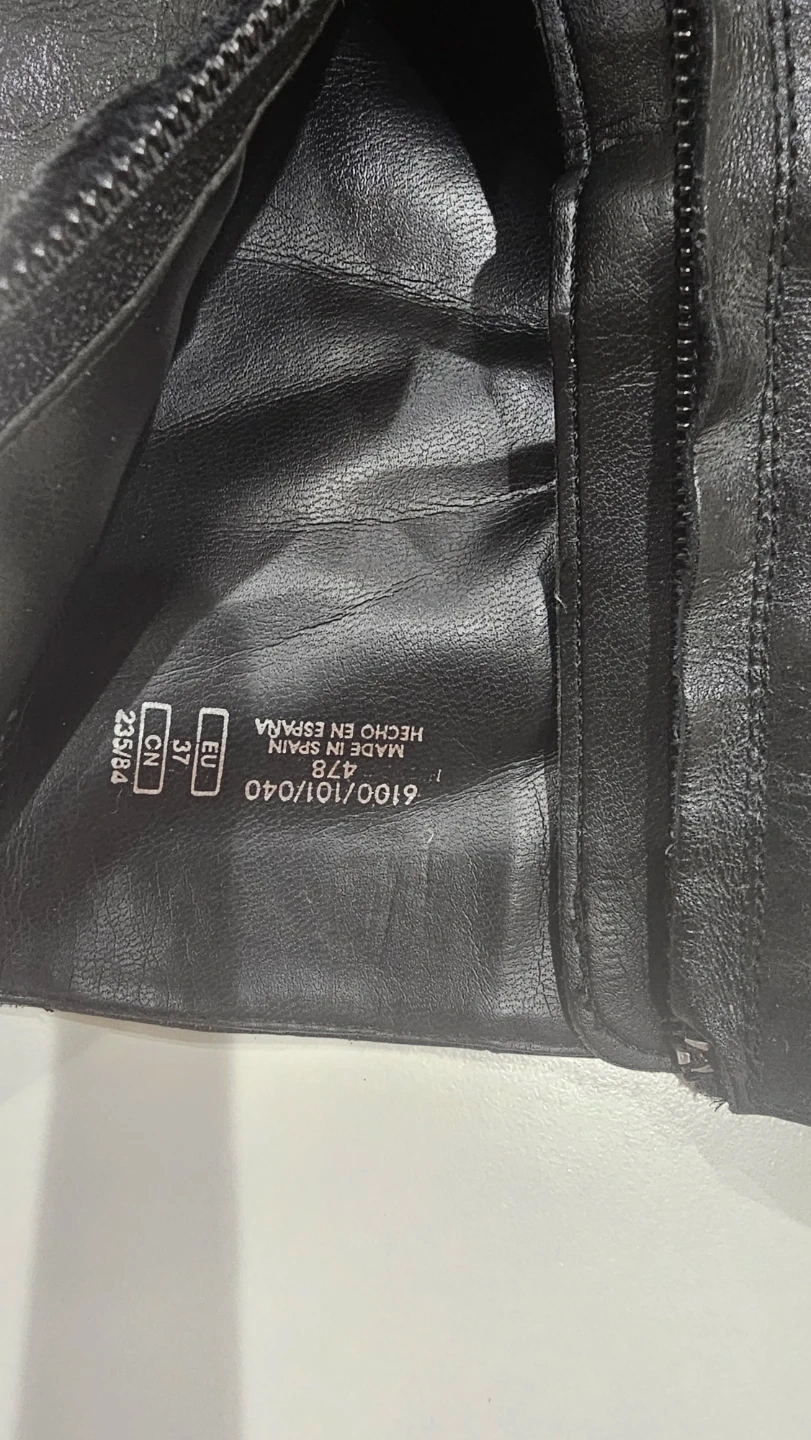 6100/101/040
478
MADE IN SPAIN
HECHO EN ESPAÑA
EU
37
CN
235/84